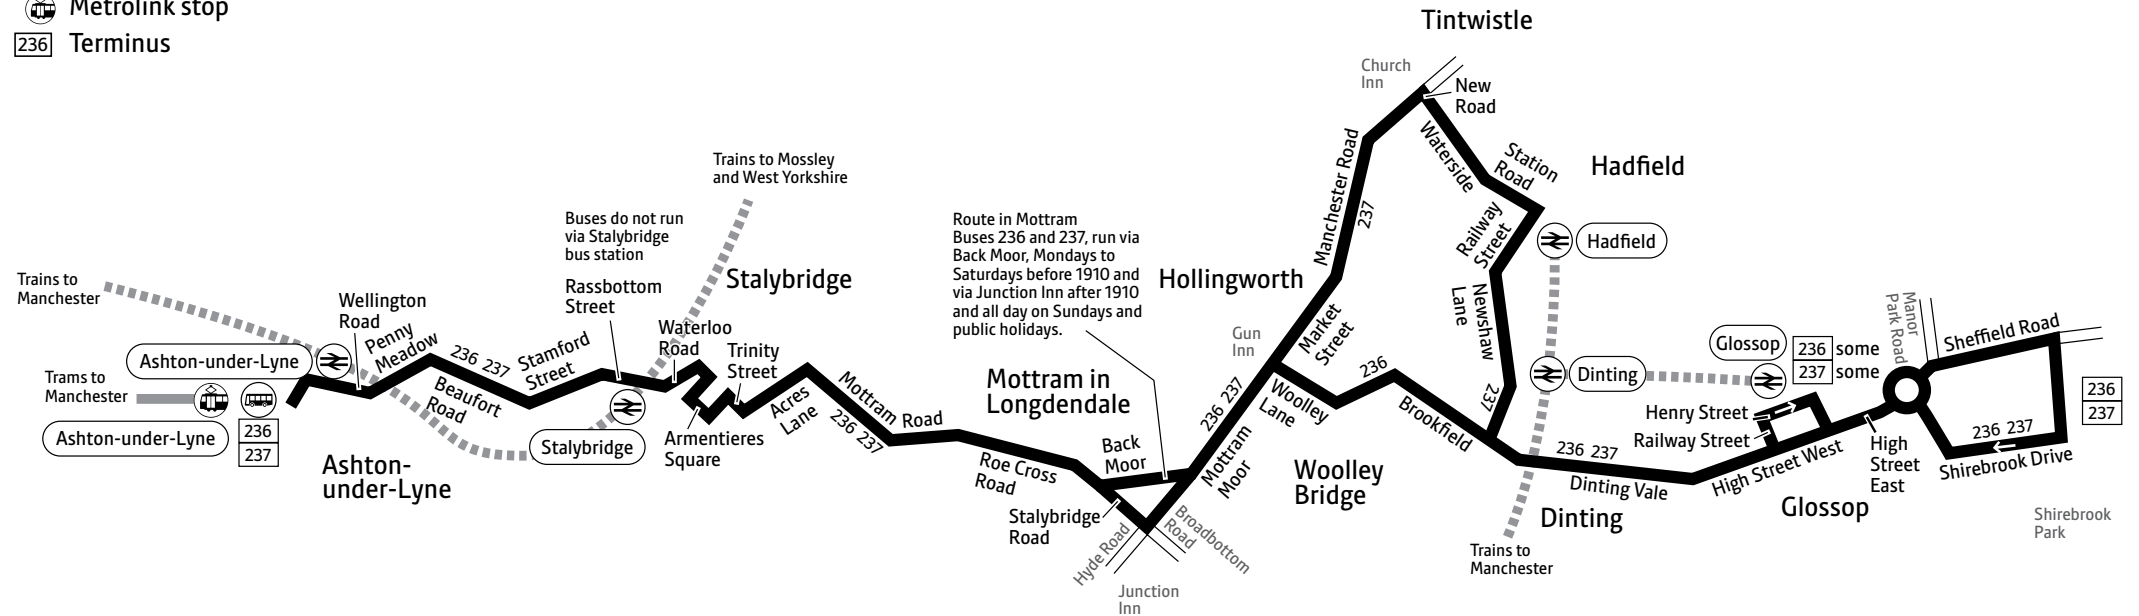 Metrolink stop
236 Terminus
Tintwistle
Church
Inn
New
Road
Waterside
Station
Road
Hadfield
Manchester Road
237
Railway
Street
Hadfield
Newshaw
Lane
237
Trains to Mossley
and West Yorkshire
Buses do not run
via Stalybridge
bus station
Route in Mottram
Buses 236 and 237, run via
Back Moor, Mondays to
Saturdays before 1910 and
via Junction Inn after 1910
and all day on Sundays and
public holidays.
Hollingworth
Gun
Inn
Market
Street
Trains to
Manchester
Wellington
Road
Penny
Meadow
Ashton-under-Lyne
Trams to
Manchester
Ashton-under-Lyne
236
237
Ashton-
under-Lyne
236 237
Beaufort
Road
Stamford
Street
Rassbottom
Street
Stalybridge
Waterloo
Road
Trinity
Street
Stalybridge
Armentieres
Square
Acres
Lane
Mottram Road
236 237
Roe Cross
Road
Mottram in
Longdendale
Back
Moor
Stalybridge
Road
Hyde Road
Broadbottom
Road
Junction
Inn
236 237
Mottram
Moor
Woolley
Lane
236
Woolley
Bridge
Brookfield
Dinting
236 237
Dinting Vale
Dinting
Trains to
Manchester
Glossop
236 some
237 some
Henry Street
Railway Street
High Street West
Glossop
High
Street
East
Manor
Park Road
Sheffield Road
236 237
Shirebrook Drive
236
237
Shirebrook
Park